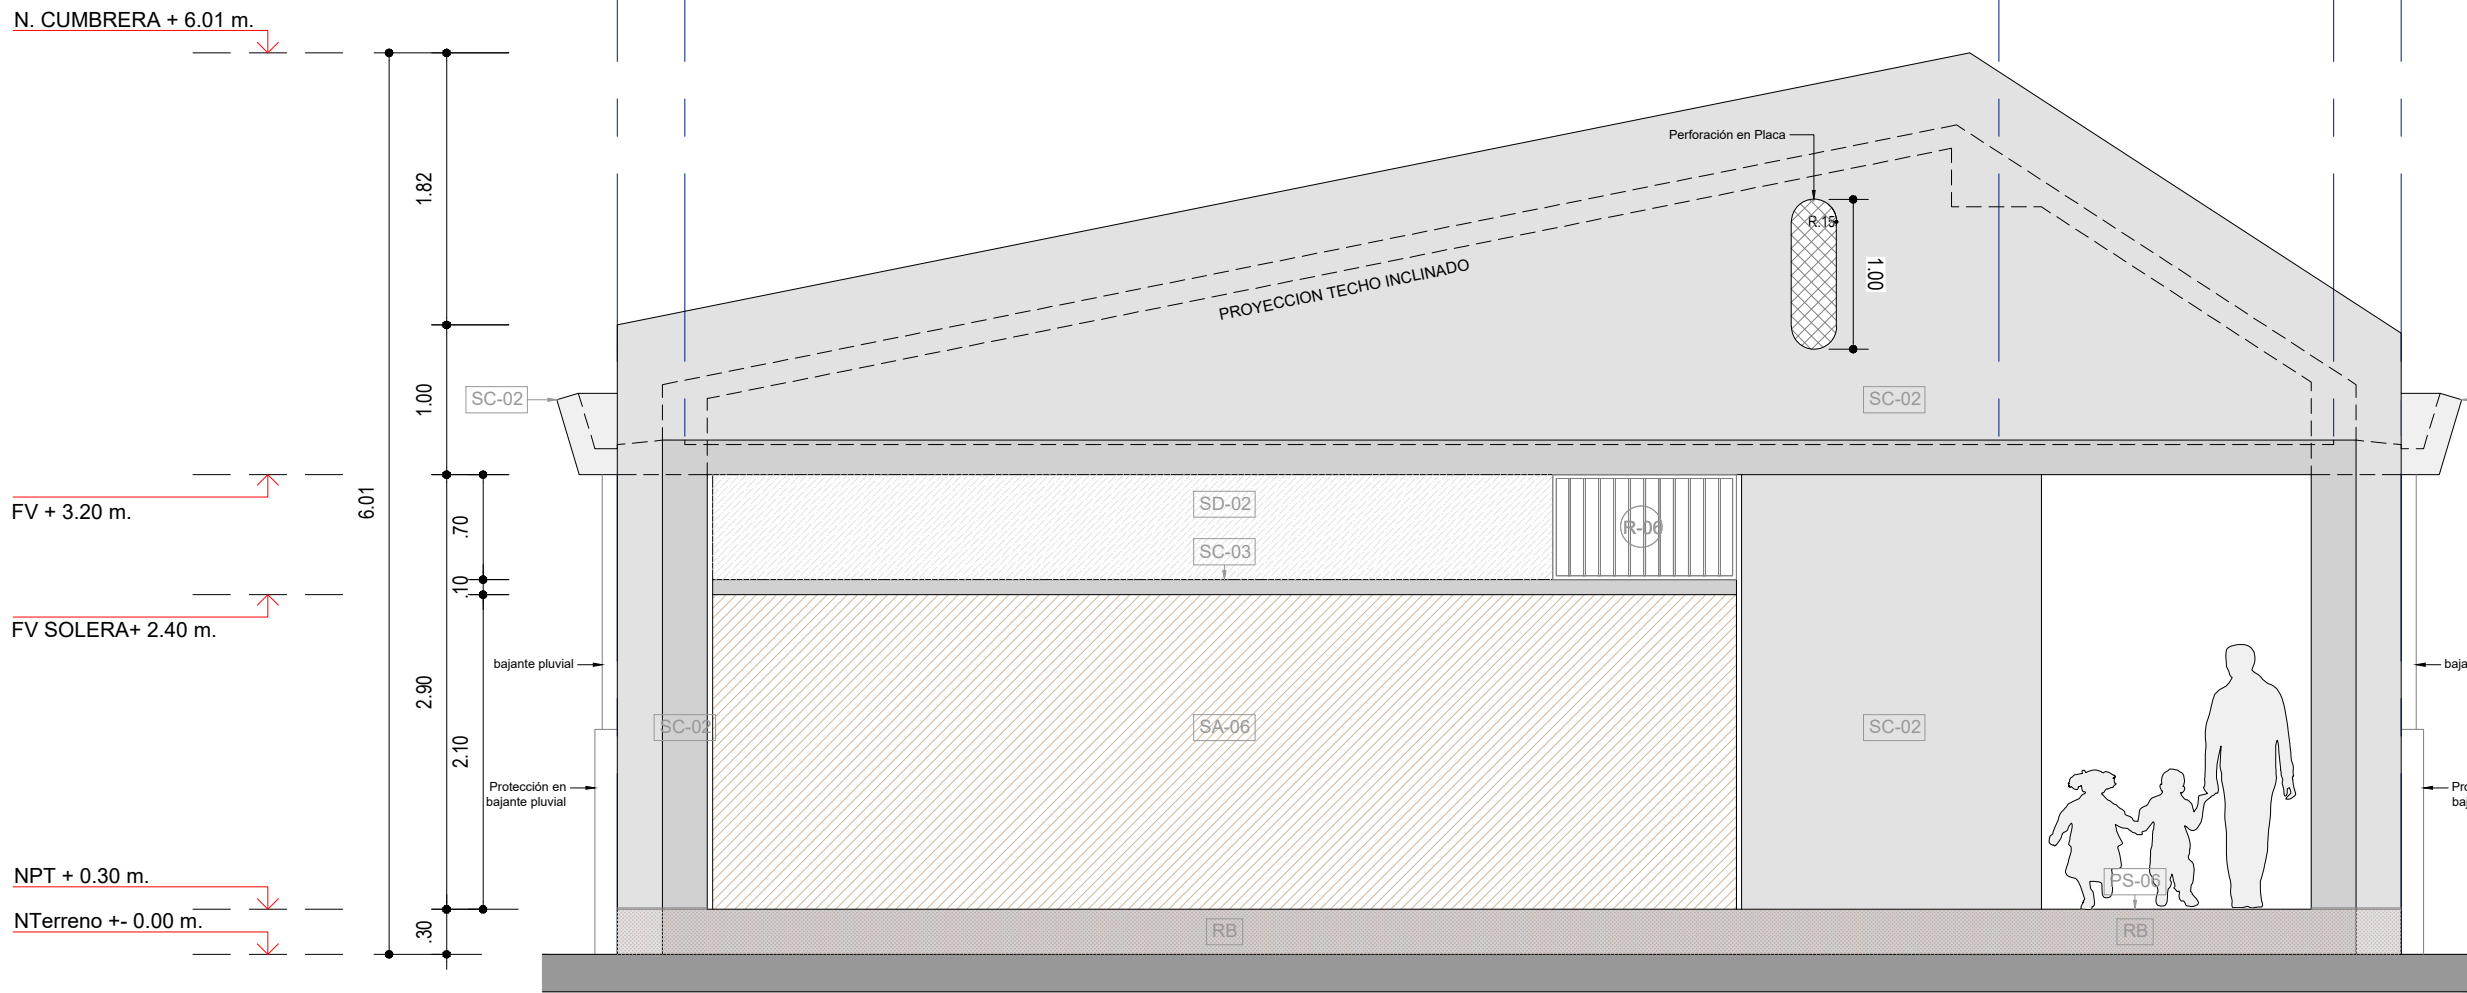 N. CUMBRERA + 6.01 m.
Perforación en Placa
1.82
R.15
1.00
PROYECCION TECHO INCLINADO
SC-02
1.00
SC-02
FV + 3.20 m.
6.01
.70
SD-02
R-06
SC-03
.10
FV SOLERA+ 2.40 m.
bajante pluvial
baja
2.90
SC-02
SA-06
SC-02
2.10
Protección en
bajante pluvial
Pro
baj
NPT + 0.30 m.
PS-06
NTerreno +- 0.00 m.
.30
RB
RB